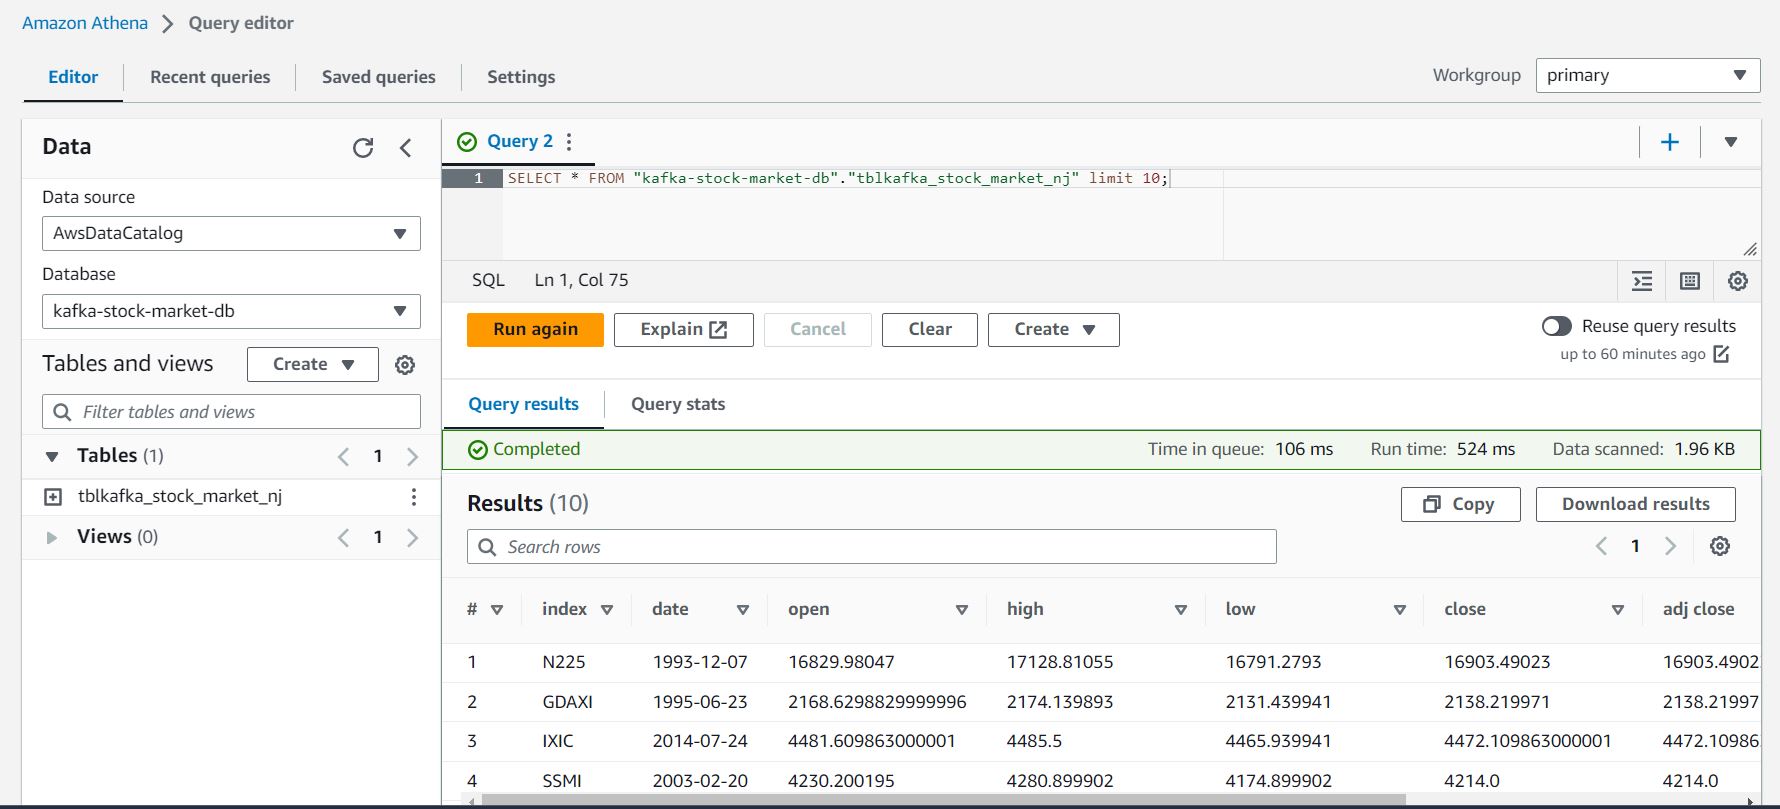 Amazon Athena > Query editor
Editor Recent queries Saved queries Settings Workgroup primary
Data
Data source
AwsDataCatalog
Database
kafka-stock-market-db
Tables and views Create
Filter tables and views
Tables (1) 1
tblkafka_stock_market_nj
Views (0) 1
Query 2
1 SELECT * FROM "kafka-stock-market-db"."tblkafka_stock_market_nj" limit 10;
SQL Ln 1, Col 75
Run again Explain Cancel Clear Create Reuse query results
up to 60 minutes ago
Query results Query stats
Completed Time in queue: 106 ms Run time: 524 ms Data scanned: 1.96 KB
Results (10) Copy Download results
Search rows 1
# index date open high low close adj close
1 N225 1993-12-07 16829.98047 17128.81055 16791.2793 16903.49023 16903.4902
2 GDAXI 1995-06-23 2168.6298829999996 2174.139893 2131.439941 2138.219971 2138.21997
3 IXIC 2014-07-24 4481.609863000001 4485.5 4465.939941 4472.109863000001 4472.10986
4 SSMI 2003-02-20 4230.200195 4280.899902 4174.899902 4214.0 4214.0